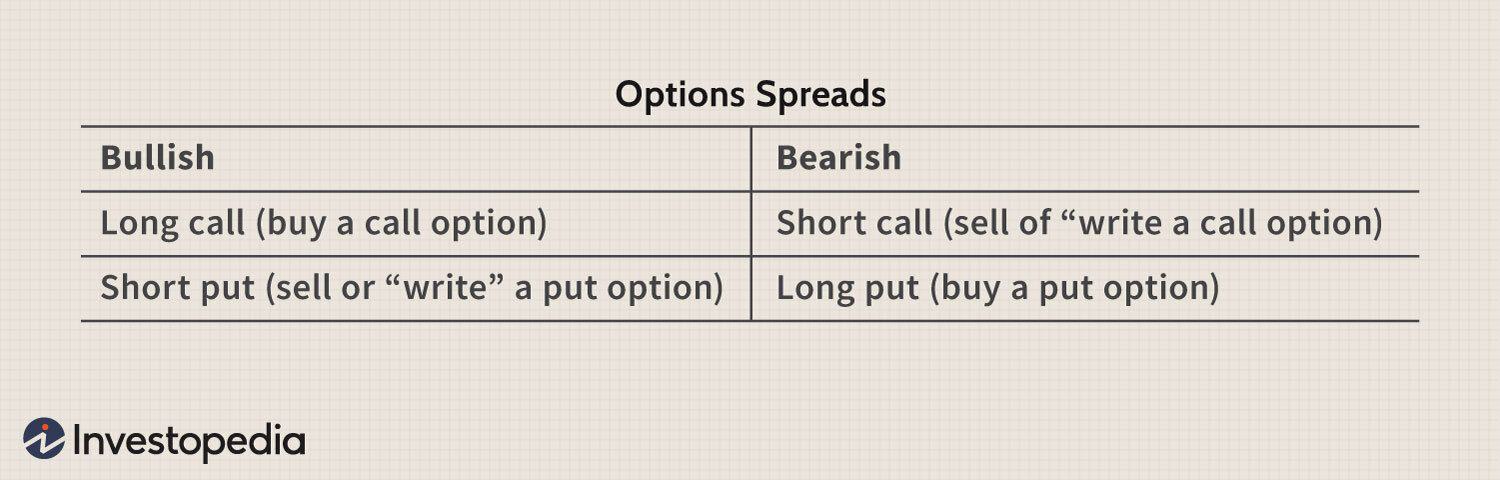 Options Spreads
Bullish
Bearish
Long call (buy a call option)
Short call (sell of “write a call option)
Short put (sell or “write” a put option)
Long put (buy a put option)
Investopedia